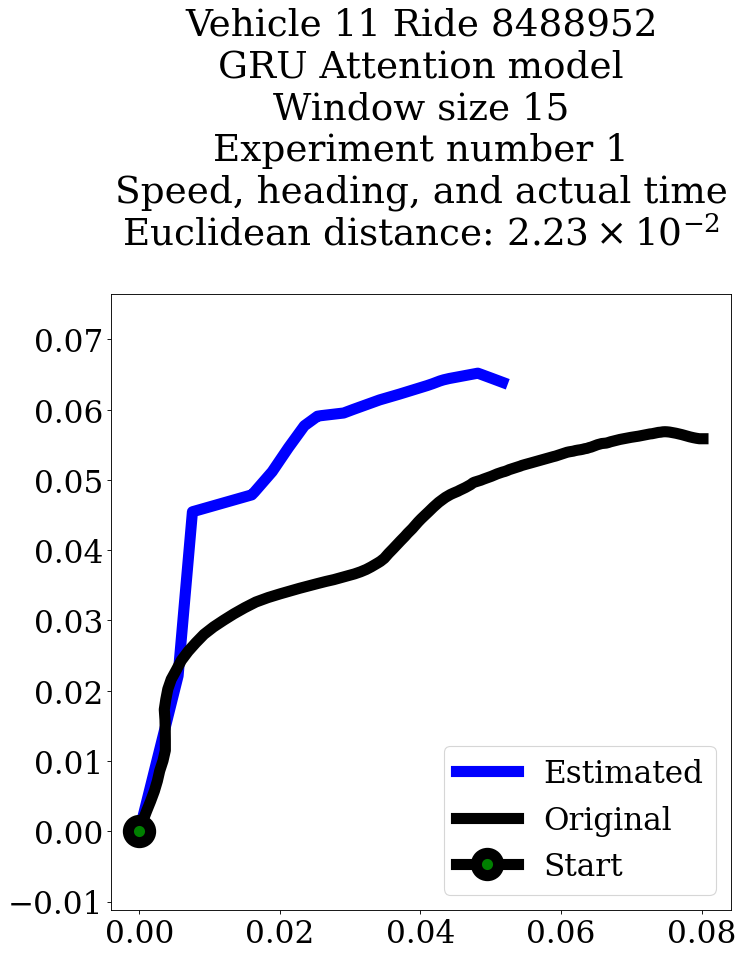 Vehicle 11 Ride 8488952
GRU Attention model
Window size 15
Experiment number 1
Speed, heading, and actual time
Euclidean distance: 2.23 × 10⁻²
0.07
0.06
0.05
0.04
0.03
0.02
0.01
0.00
−0.01
Estimated
Original
Start
0.00 0.02 0.04 0.06 0.08